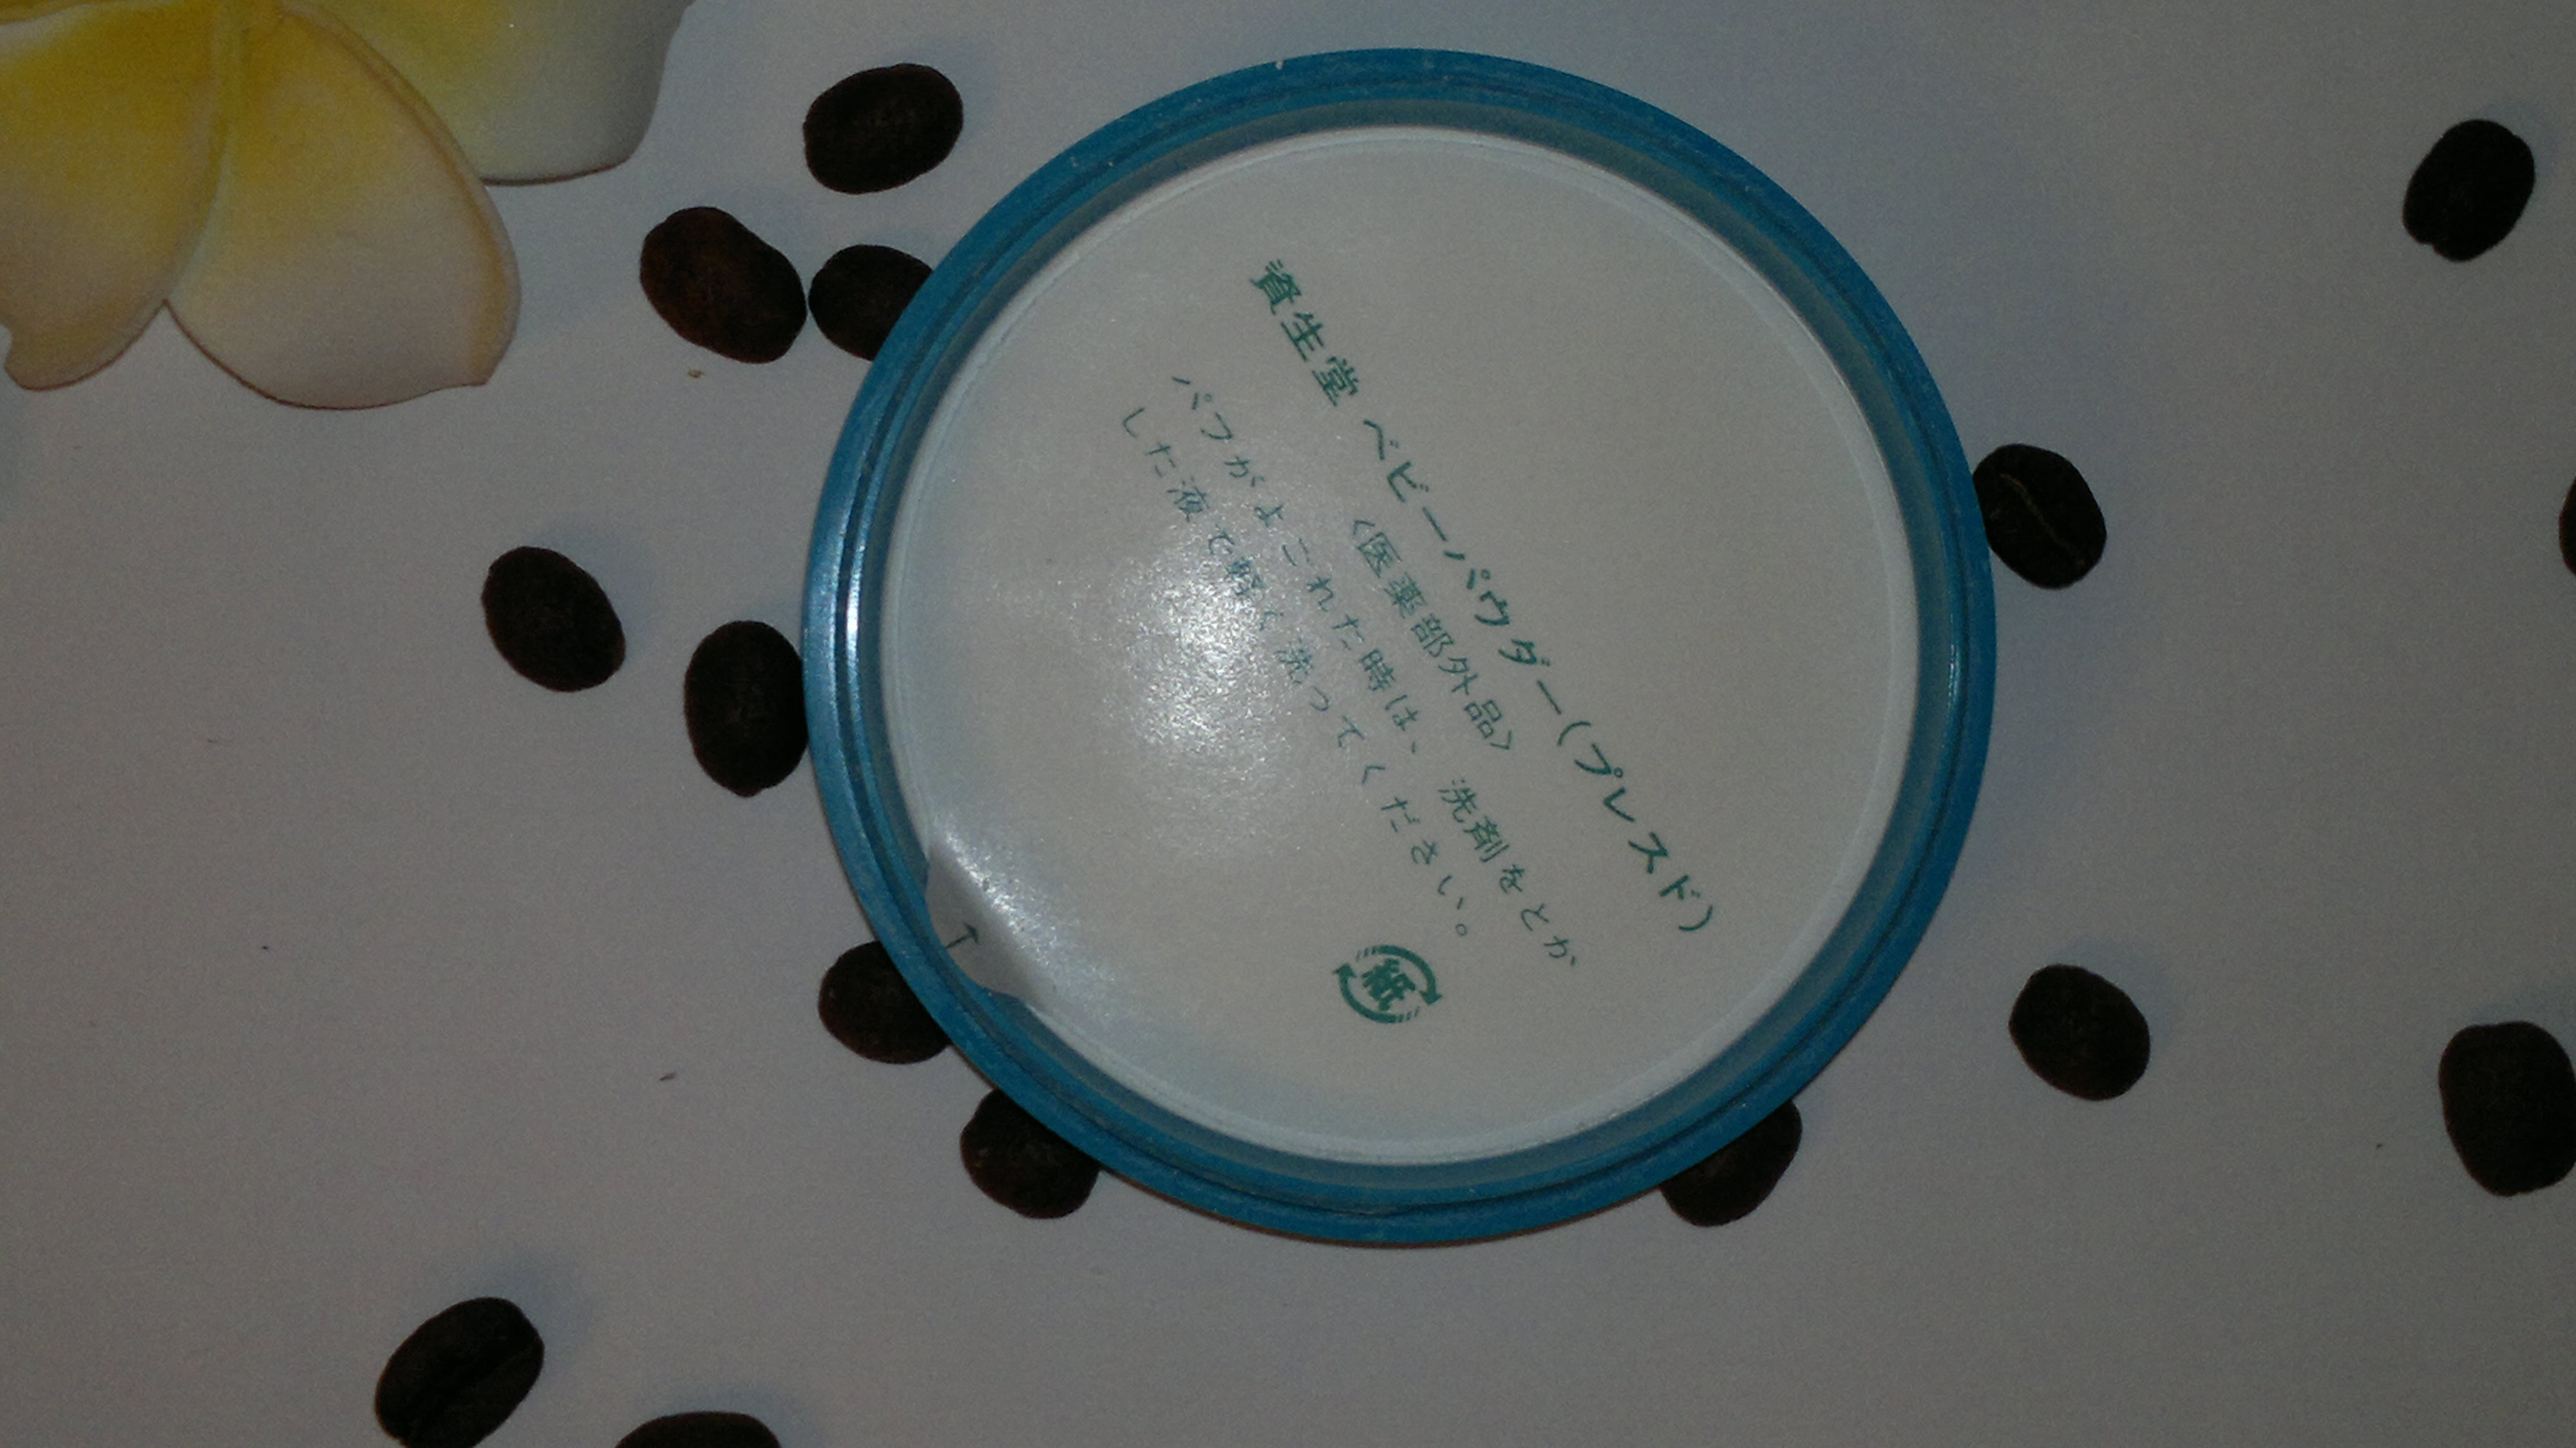 資生堂 ベビーパウダー(プレスド)
〈医薬部外品〉
パフがよごれた時は、洗剤をとか
した液で軽く洗ってください。